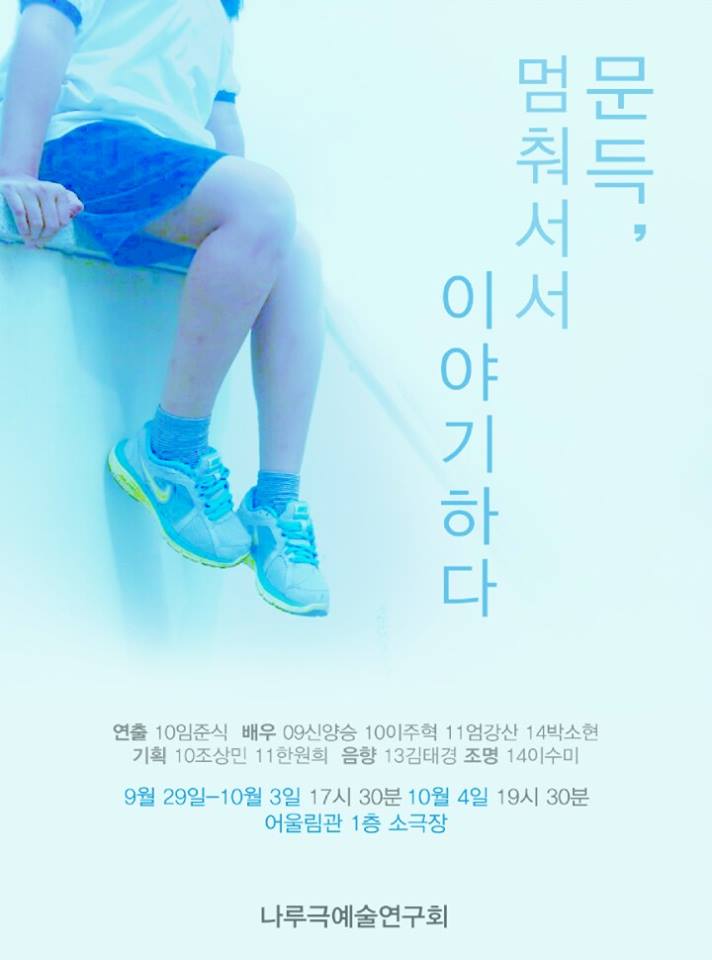 문득,
멈춰서서
이야기하다
연출 10임준식 배우 09신양승 10이주혁 11엄강산 14박소현
기획 10조상민 11한원희 음향 13김태경 조명 14이수미
9월 29일-10월 3일 17시 30분 10월 4일 19시 30분
어울림관 1층 소극장
나루극예술연구회